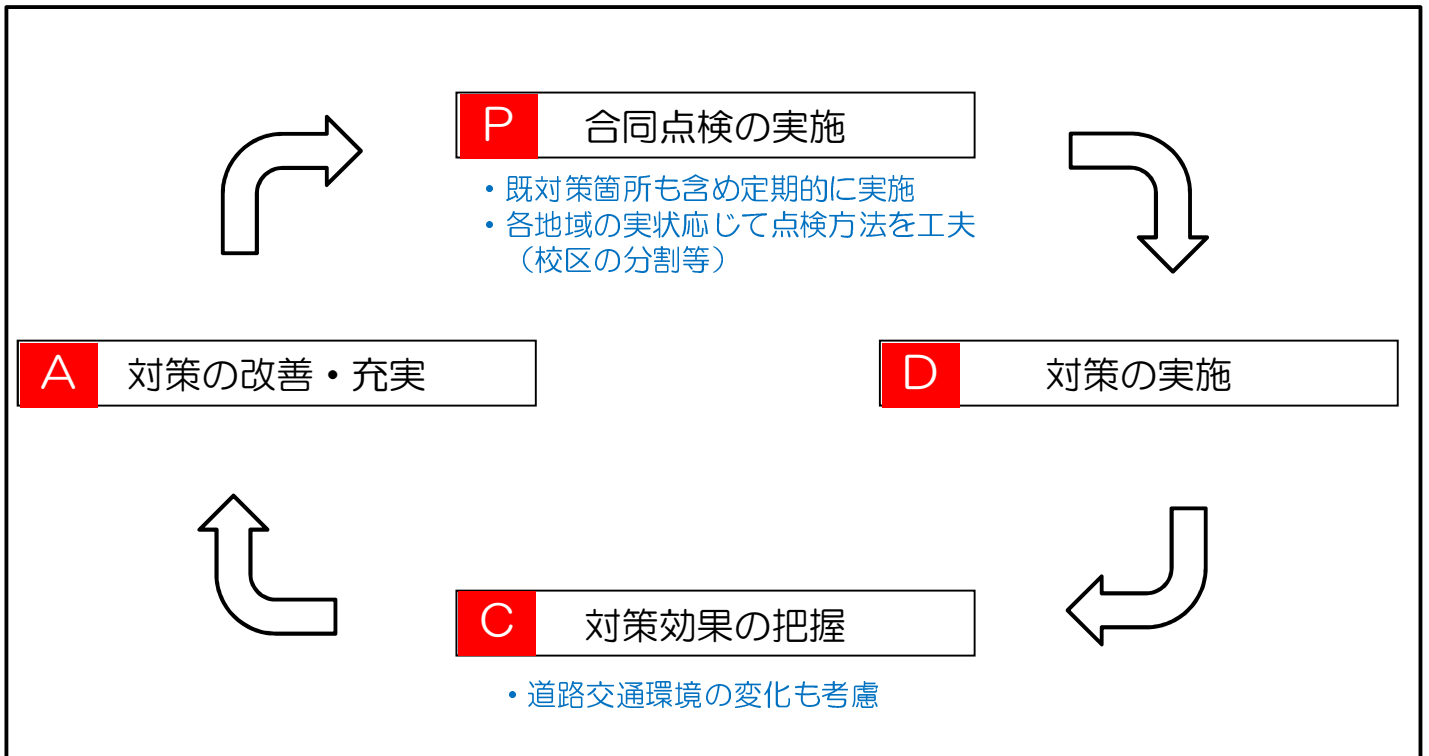 P 合同点検の実施
・既対策箇所も含め定期的に実施
・各地域の実状応じて点検方法を工夫
（校区の分割等）
A 対策の改善・充実
D 対策の実施
C 対策効果の把握
・道路交通環境の変化も考慮